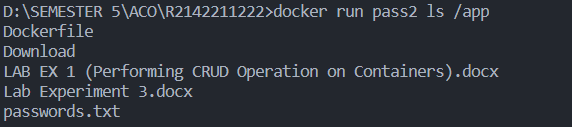 D:\SEMESTER 5\ACO\R2142211222>docker run pass2 ls /app
Dockerfile
Download
LAB EX 1 (Performing CRUD Operation on Containers).docx
Lab Experiment 3.docx
passwords.txt